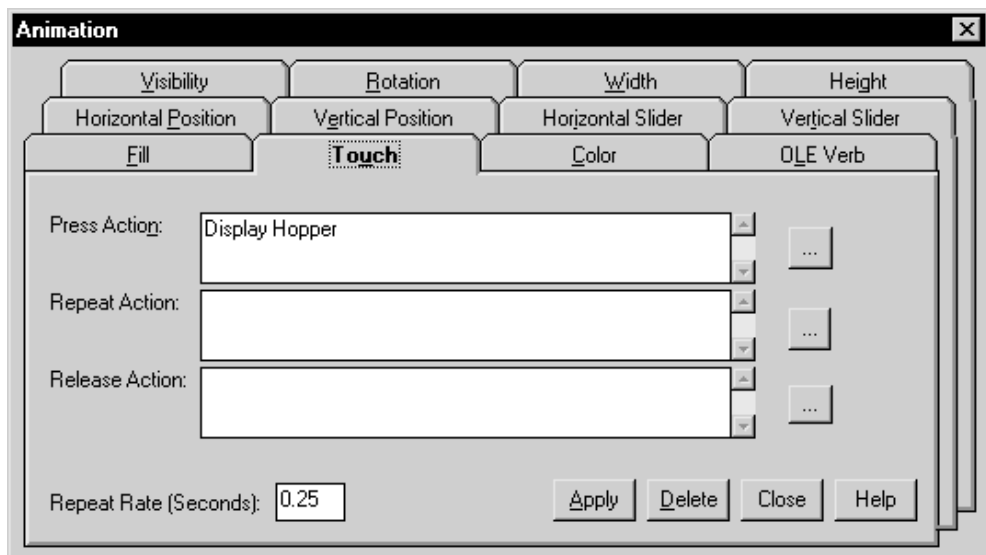 Animation
Visibility Rotation Width Height
Horizontal Position Vertical Position Horizontal Slider Vertical Slider
Fill Touch Color OLE Verb
Press Action: Display Hopper ...
Repeat Action: ...
Release Action: ...
Repeat Rate (Seconds): 0.25 Apply Delete Close Help